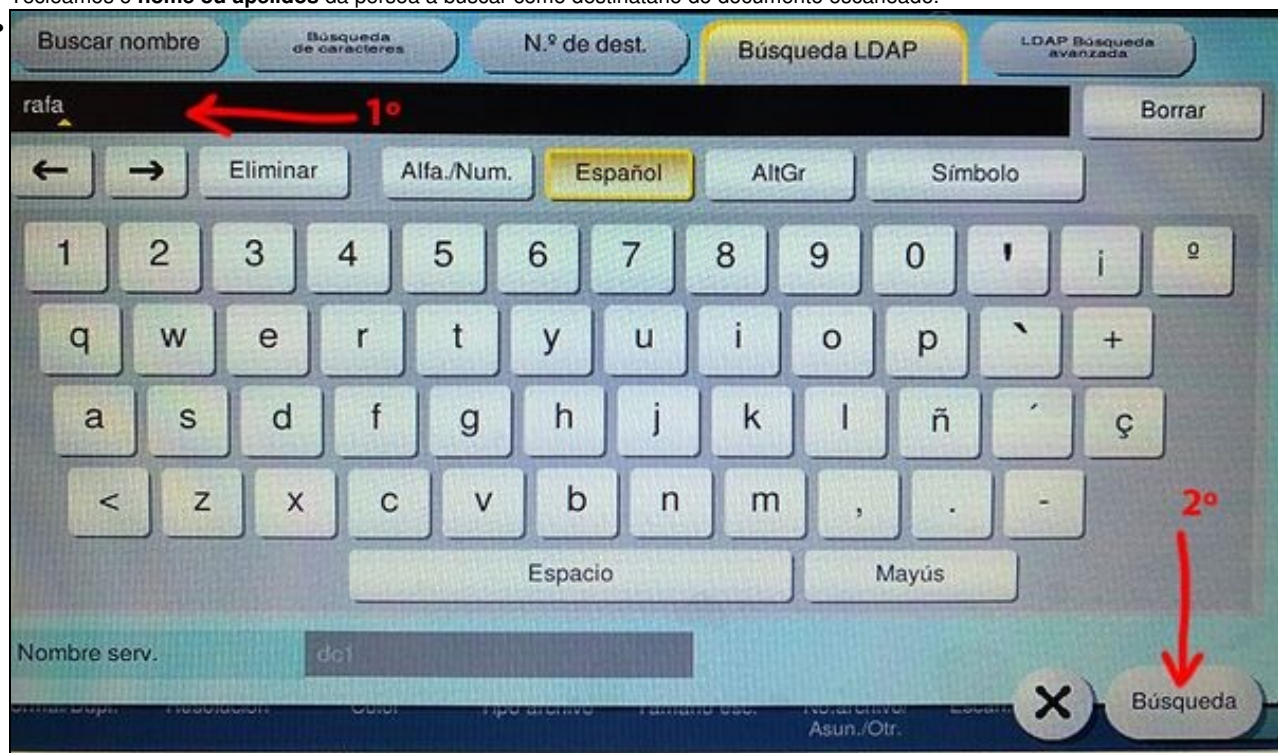 Tecleamos o nome ou apelidos da persoa a buscar como destinatario do documento escaneado.
Buscar nombre Búsqueda de caracteres N.º de dest. Búsqueda LDAP LDAP Búsqueda avanzada
rafa 1º Borrar
← → Eliminar Alfa./Num. Español AltGr Símbolo
1 2 3 4 5 6 7 8 9 0 ' ¡ º
q w e r t y u i o p ` +
a s d f g h j k l ñ ´ ç
< z x c v b n m , . -
2º
Espacio Mayús
Nombre serv. dc1
X Búsqueda
Resolución Color Tipo archivo Tamaño esc.
Asun./Otr.